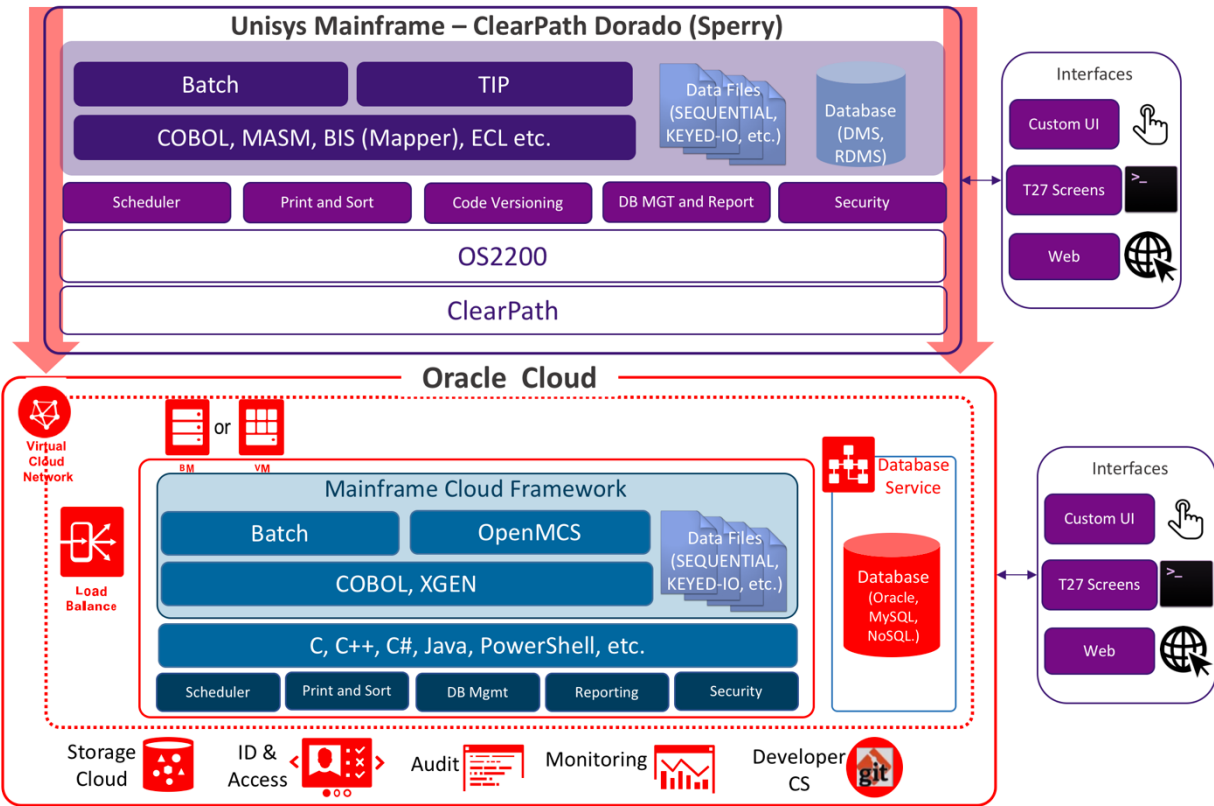 Unisys Mainframe – ClearPath Dorado (Sperry)
Batch
TIP
COBOL, MASM, BIS (Mapper), ECL etc.
Data Files
(SEQUENTIAL,
KEYED-IO, etc.)
Database
(DMS,
RDMS)
Scheduler
Print and Sort
Code Versioning
DB MGT and Report
Security
OS2200
ClearPath
Interfaces
Custom UI
T27 Screens
>_
Web
Oracle Cloud
Virtual
Cloud
Network
BM
or
VM
Load
Balance
Mainframe Cloud Framework
Batch
OpenMCS
COBOL, XGEN
Data Files
(SEQUENTIAL,
KEYED-IO, etc.)
C, C++, C#, Java, PowerShell, etc.
Scheduler
Print and Sort
DB Mgmt
Reporting
Security
Database
Service
Database
(Oracle,
MySQL,
NoSQL.)
Interfaces
Custom UI
T27 Screens
>_
Web
Storage
Cloud
ID &
Access
Audit
Monitoring
Developer
CS
git